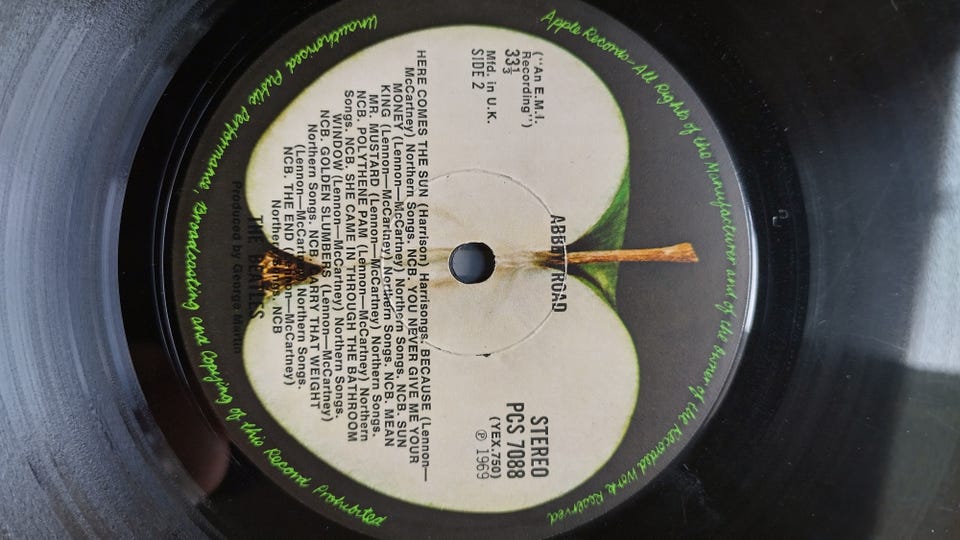 Apple Records-All Rights of the Manufacturer and of the Owner of the Recorded Work Reserved
ABBEY ROAD
("An E.M.I.
Recording")
33⅓
Mfd. in U.K.
SIDE 2
STEREO
PCS 7088
(YEX.750)
℗ 1969
HERE COMES THE SUN (Harrison) Harrisongs. BECAUSE (Lennon—
McCartney) Northern Songs. NCB. YOU NEVER GIVE ME YOUR
MONEY (Lennon—McCartney) Northern Songs. NCB. SUN
KING (Lennon—McCartney) Northern Songs. NCB. MEAN
MR. MUSTARD (Lennon—McCartney) Northern Songs.
NCB. POLYTHENE PAM (Lennon—McCartney) Northern
Songs. NCB. SHE CAME IN THROUGH THE BATHROOM
WINDOW (Lennon—McCartney) Northern Songs.
NCB. GOLDEN SLUMBERS (Lennon—McCartney)
Northern Songs. NCB. CARRY THAT WEIGHT
(Lennon—McCartney) Northern Songs.
NCB. THE END (Lennon—McCartney)
Northern Songs. NCB
THE BEATLES
Produced by George Martin
Unauthorised Public Performance, Broadcasting and Copying of this Record Prohibited